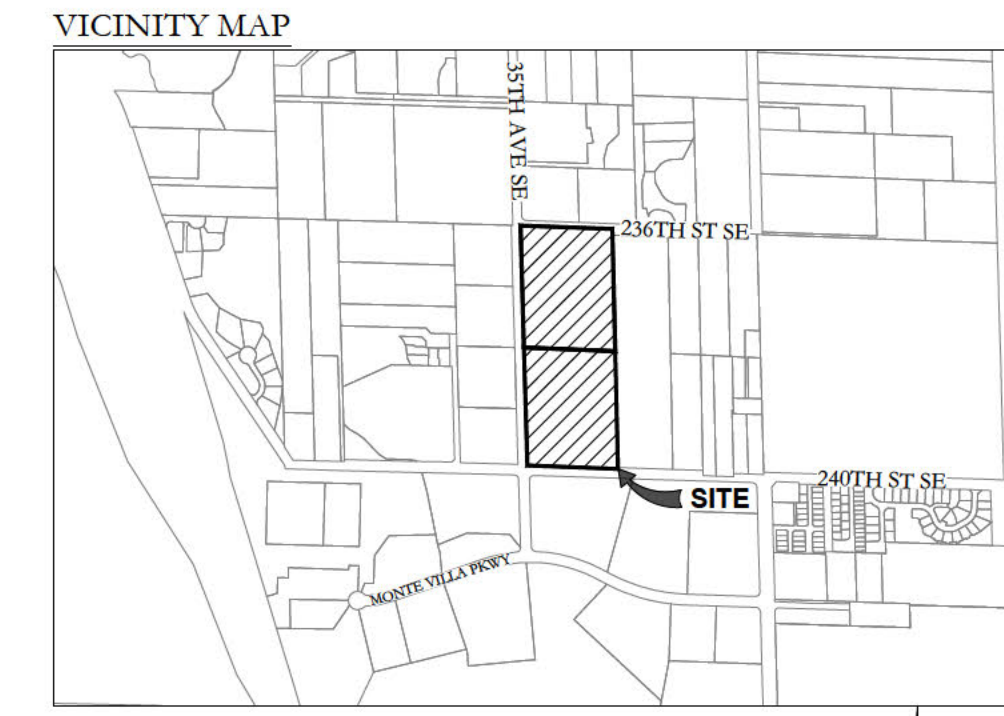 VICINITY MAP
35TH AVE SE
236TH ST SE
240TH ST SE
SITE
MONTE VILLA PKWY